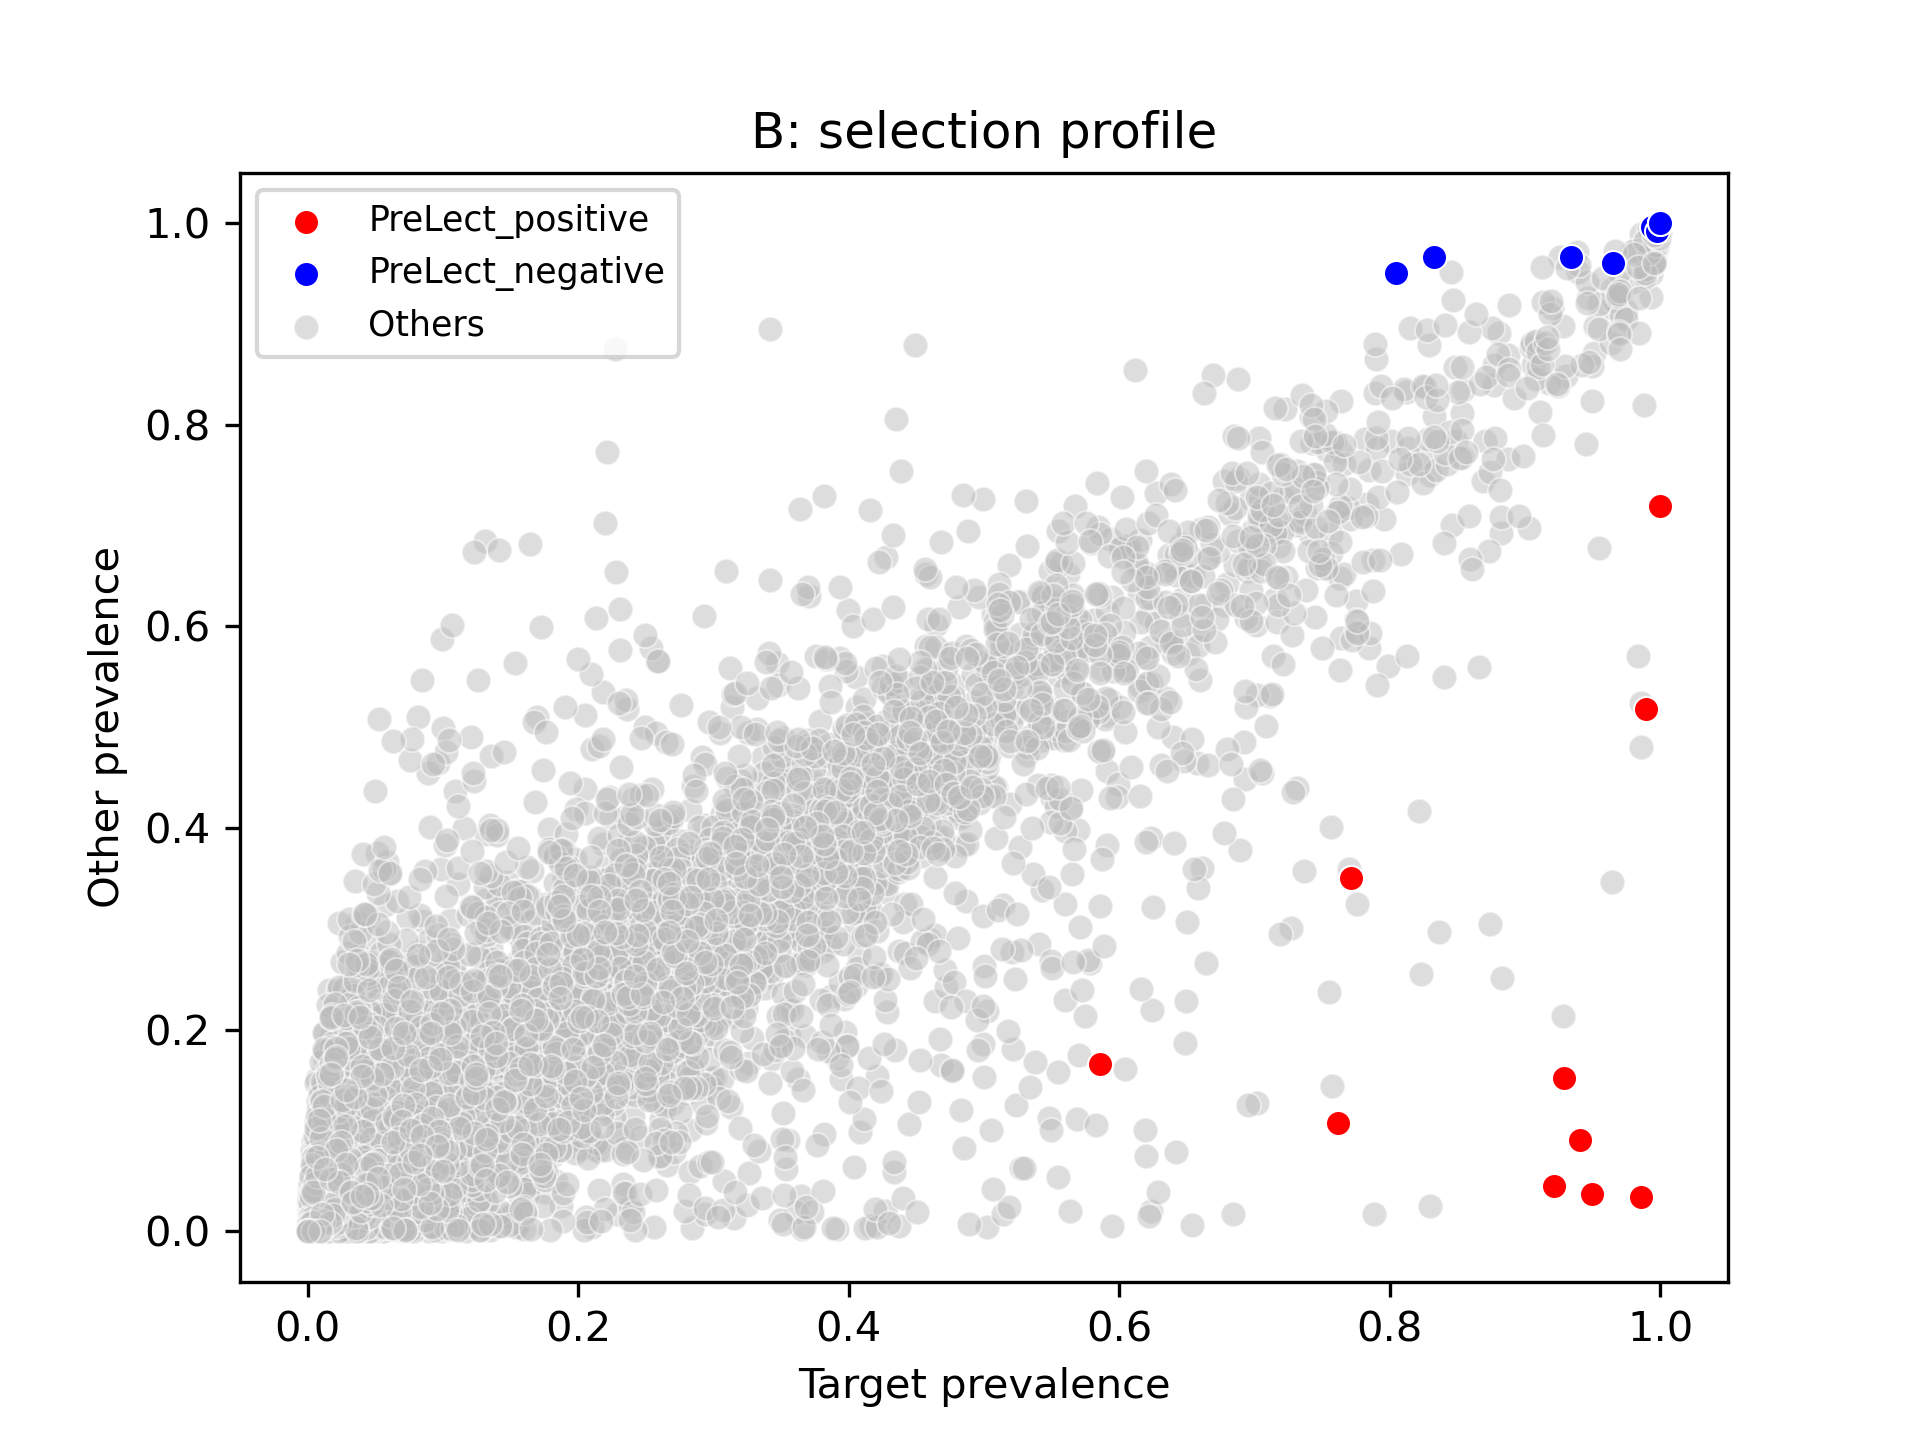 B: selection profile
PreLect_positive
PreLect_negative
Others
1.0
0.8
0.6
0.4
0.2
0.0
Other prevalence
0.0 0.2 0.4 0.6 0.8 1.0
Target prevalence